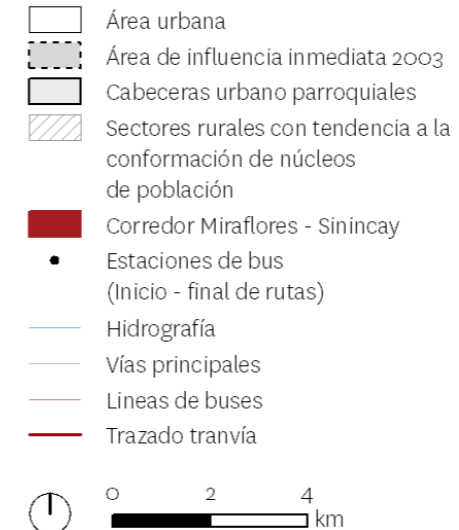 Área urbana
Área de influencia inmediata 2003
Cabeceras urbano parroquiales
Sectores rurales con tendencia a la
conformación de núcleos
de población
Corredor Miraflores - Sinincay
Estaciones de bus
(Inicio - final de rutas)
Hidrografía
Vías principales
Lineas de buses
Trazado tranvía
0 2 4
km